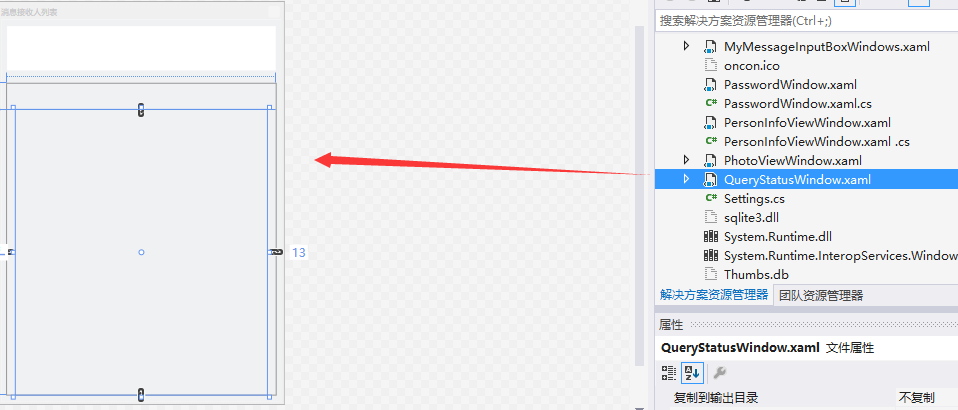 消息接收人列表
13
搜索解决方案资源管理器(Ctrl+;)
MyMessageInputBoxWindows.xaml
oncon.ico
PasswordWindow.xaml
PasswordWindow.xaml.cs
PersonInfoViewWindow.xaml
PersonInfoViewWindow.xaml .cs
PhotoViewWindow.xaml
QueryStatusWindow.xaml
Settings.cs
sqlite3.dll
System.Runtime.dll
System.Runtime.InteropServices.Window
Thumbs.db
解决方案资源管理器 团队资源管理器
属性
QueryStatusWindow.xaml 文件属性
复制到输出目录 不复制